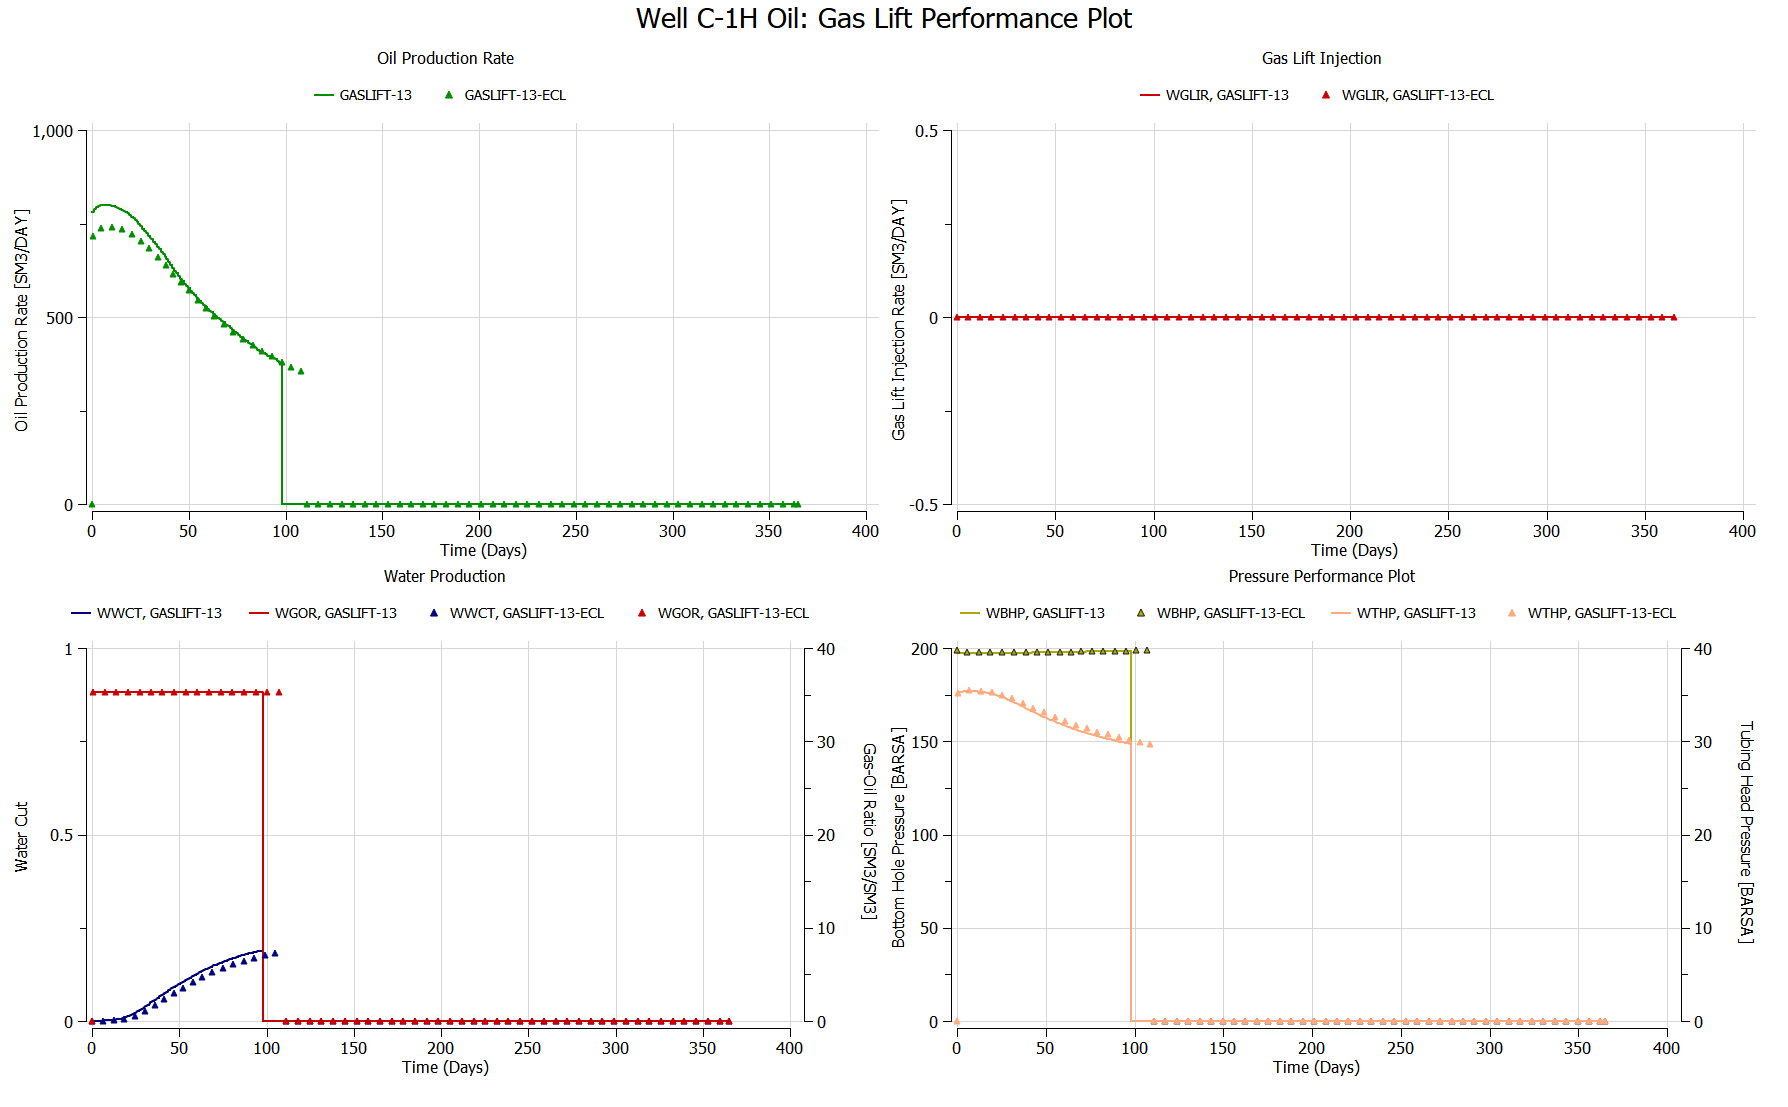 Well C-1H Oil: Gas Lift Performance Plot
Oil Production Rate
GASLIFT-13 GASLIFT-13-ECL
1,000
500
0
Oil Production Rate [SM3/DAY]
0 50 100 150 200 250 300 350 400
Time (Days)
Gas Lift Injection
WGLIR, GASLIFT-13 WGLIR, GASLIFT-13-ECL
0.5
0
-0.5
Gas Lift Injection Rate [SM3/DAY]
0 50 100 150 200 250 300 350 400
Time (Days)
Water Production
WWCT, GASLIFT-13 WGOR, GASLIFT-13 WWCT, GASLIFT-13-ECL WGOR, GASLIFT-13-ECL
1
0.5
0
Water Cut
40
30
20
10
0
Gas-Oil Ratio [SM3/SM3]
0 50 100 150 200 250 300 350 400
Time (Days)
Pressure Performance Plot
WBHP, GASLIFT-13 WBHP, GASLIFT-13-ECL WTHP, GASLIFT-13 WTHP, GASLIFT-13-ECL
200
150
100
50
0
Bottom Hole Pressure [BARSA]
40
30
20
10
0
Tubing Head Pressure [BARSA]
0 50 100 150 200 250 300 350 400
Time (Days)